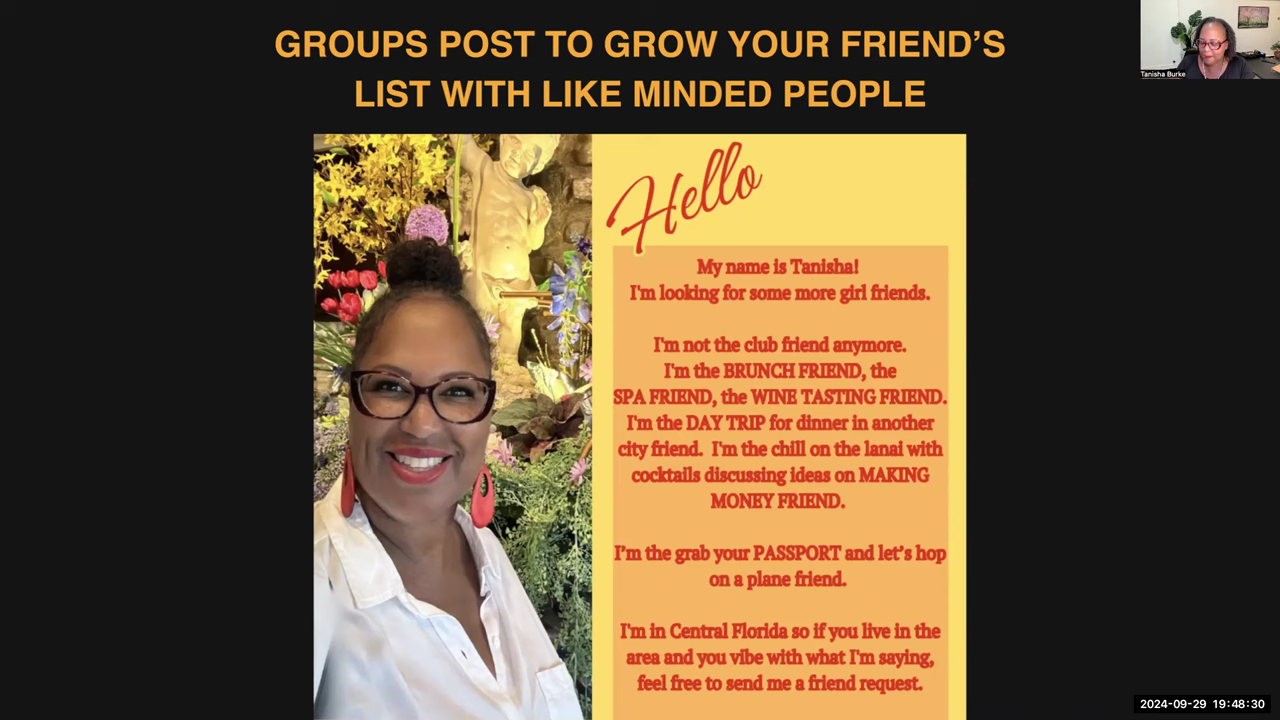 GROUPS POST TO GROW YOUR FRIEND’S
LIST WITH LIKE MINDED PEOPLE
Tanisha Burke
Hello
My name is Tanisha!
I'm looking for some more girl friends.
I'm not the club friend anymore.
I'm the BRUNCH FRIEND, the
SPA FRIEND, the WINE TASTING FRIEND.
I'm the DAY TRIP for dinner in another
city friend.  I'm the chill on the lanai with
cocktails discussing ideas on MAKING
MONEY FRIEND.
I’m the grab your PASSPORT and let’s hop
on a plane friend.
I'm in Central Florida so if you live in the
area and you vibe with what I'm saying,
feel free to send me a friend request.
2024-09-29 19:48:30